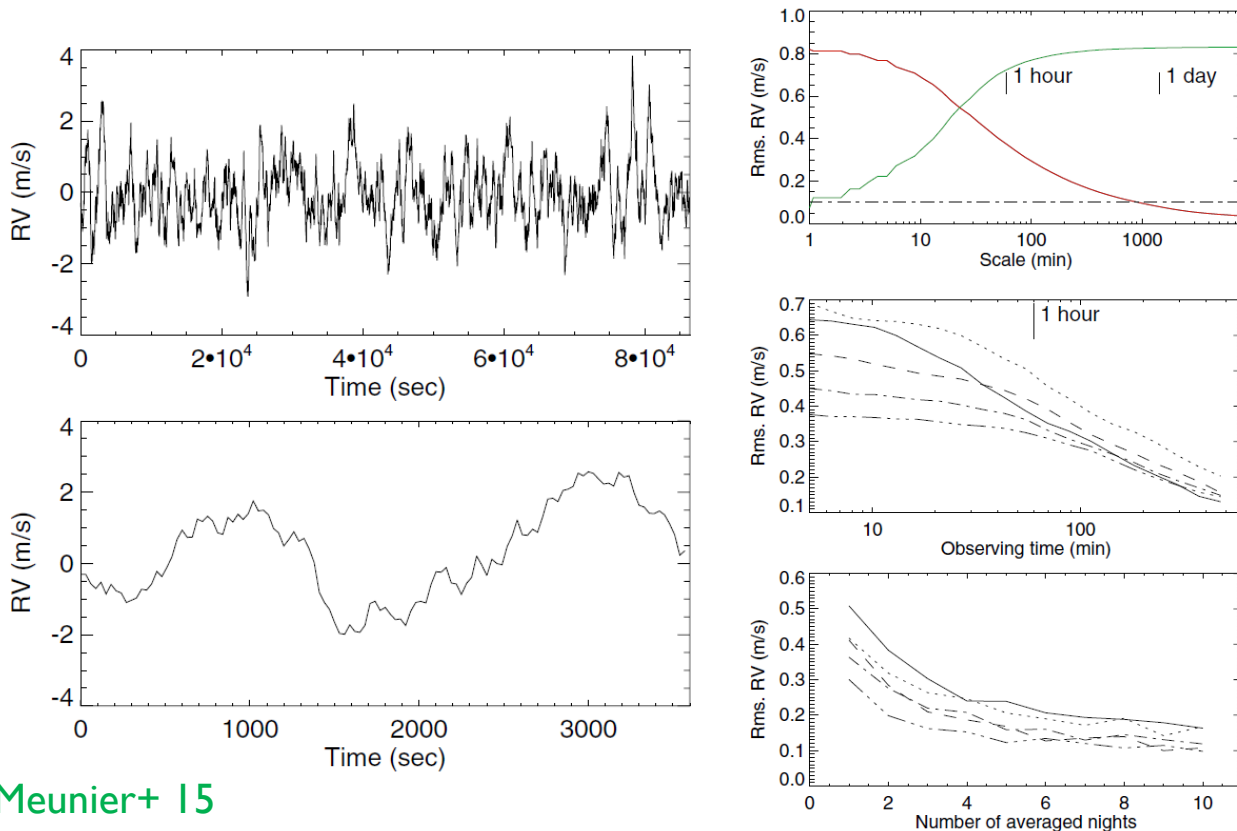 4
2
0
-2
-4
RV (m/s)
0 2•10⁴ 4•10⁴ 6•10⁴ 8•10⁴
Time (sec)
4
2
0
-2
-4
RV (m/s)
0 1000 2000 3000
Time (sec)
Meunier+ 15
1.0
0.8
0.6
0.4
0.2
0.0
Rms. RV (m/s)
1 hour
1 day
1 10 100 1000
Scale (min)
0.7
0.6
0.5
0.4
0.3
0.2
0.1
Rms. RV (m/s)
1 hour
10 100
Observing time (min)
0.6
0.5
0.4
0.3
0.2
0.1
0.0
Rms. RV (m/s)
0 2 4 6 8 10
Number of averaged nights